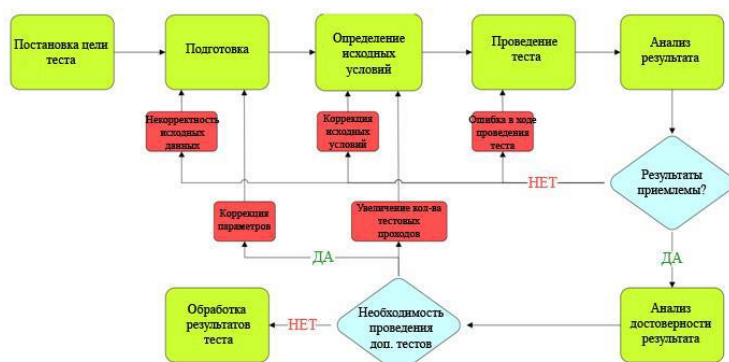 Постановка цели
теста
Подготовка
Определение
исходных
условий
Проведение
теста
Анализ
результата
Некорректность
исходных
данных
Коррекция
исходных
условий
Ошибка в ходе
проведения
теста
Результаты
приемлемы?
НЕТ
Коррекция
параметров
Увеличение кол-ва
тестовых
проходов
ДА
ДА
Обработка
результатов
теста
НЕТ
Необходимость
проведения
доп. тестов
Анализ
достоверности
результата